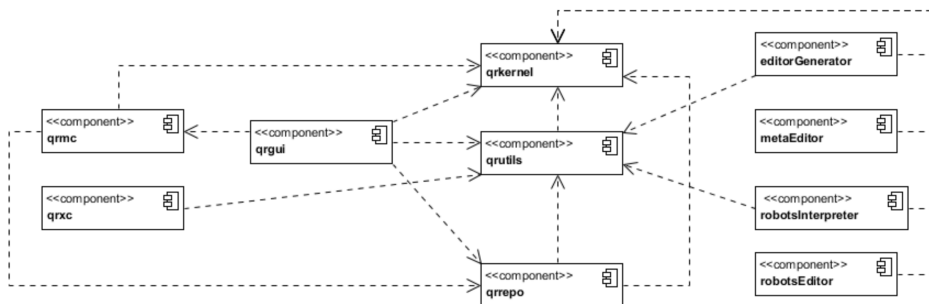 <<component>>
qrkernel
<<component>>
editorGenerator
<<component>>
qrmc
<<component>>
qrgui
<<component>>
qrutils
<<component>>
metaEditor
<<component>>
qrxc
<<component>>
robotsInterpreter
<<component>>
qrrepo
<<component>>
robotsEditor